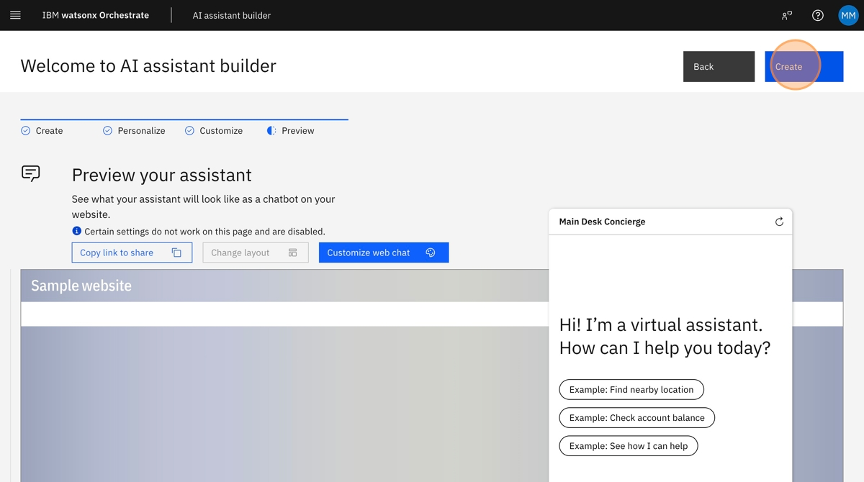 IBM watsonx Orchestrate
AI assistant builder
MM
Welcome to AI assistant builder
Back
Create
Create
Personalize
Customize
Preview
Preview your assistant
See what your assistant will look like as a chatbot on your
website.
Certain settings do not work on this page and are disabled.
Copy link to share
Change layout
Customize web chat
Sample website
Main Desk Concierge
Hi! I’m a virtual assistant.
How can I help you today?
Example: Find nearby location
Example: Check account balance
Example: See how I can help